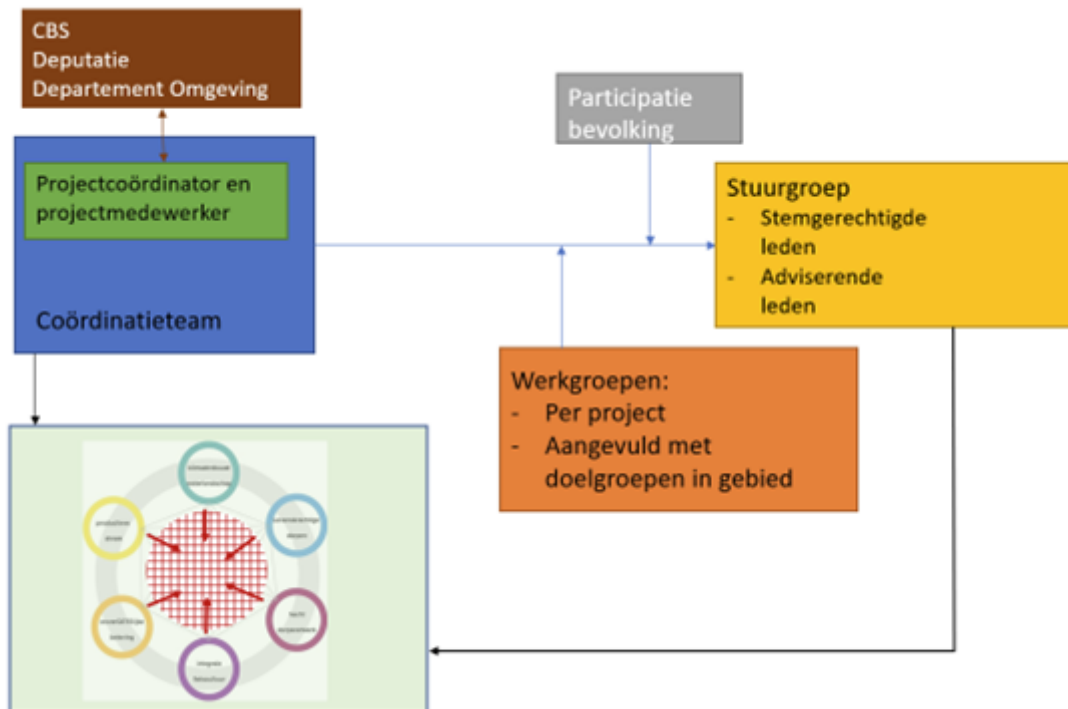 CBS
Deputatie
Departement Omgeving
Participatie
bevolking
Projectcoördinator en
projectmedewerker
Coördinatieteam
Stuurgroep
- Stemgerechtigde
leden
- Adviserende
leden
Werkgroepen:
- Per project
- Aangevuld met
doelgroepen in gebied